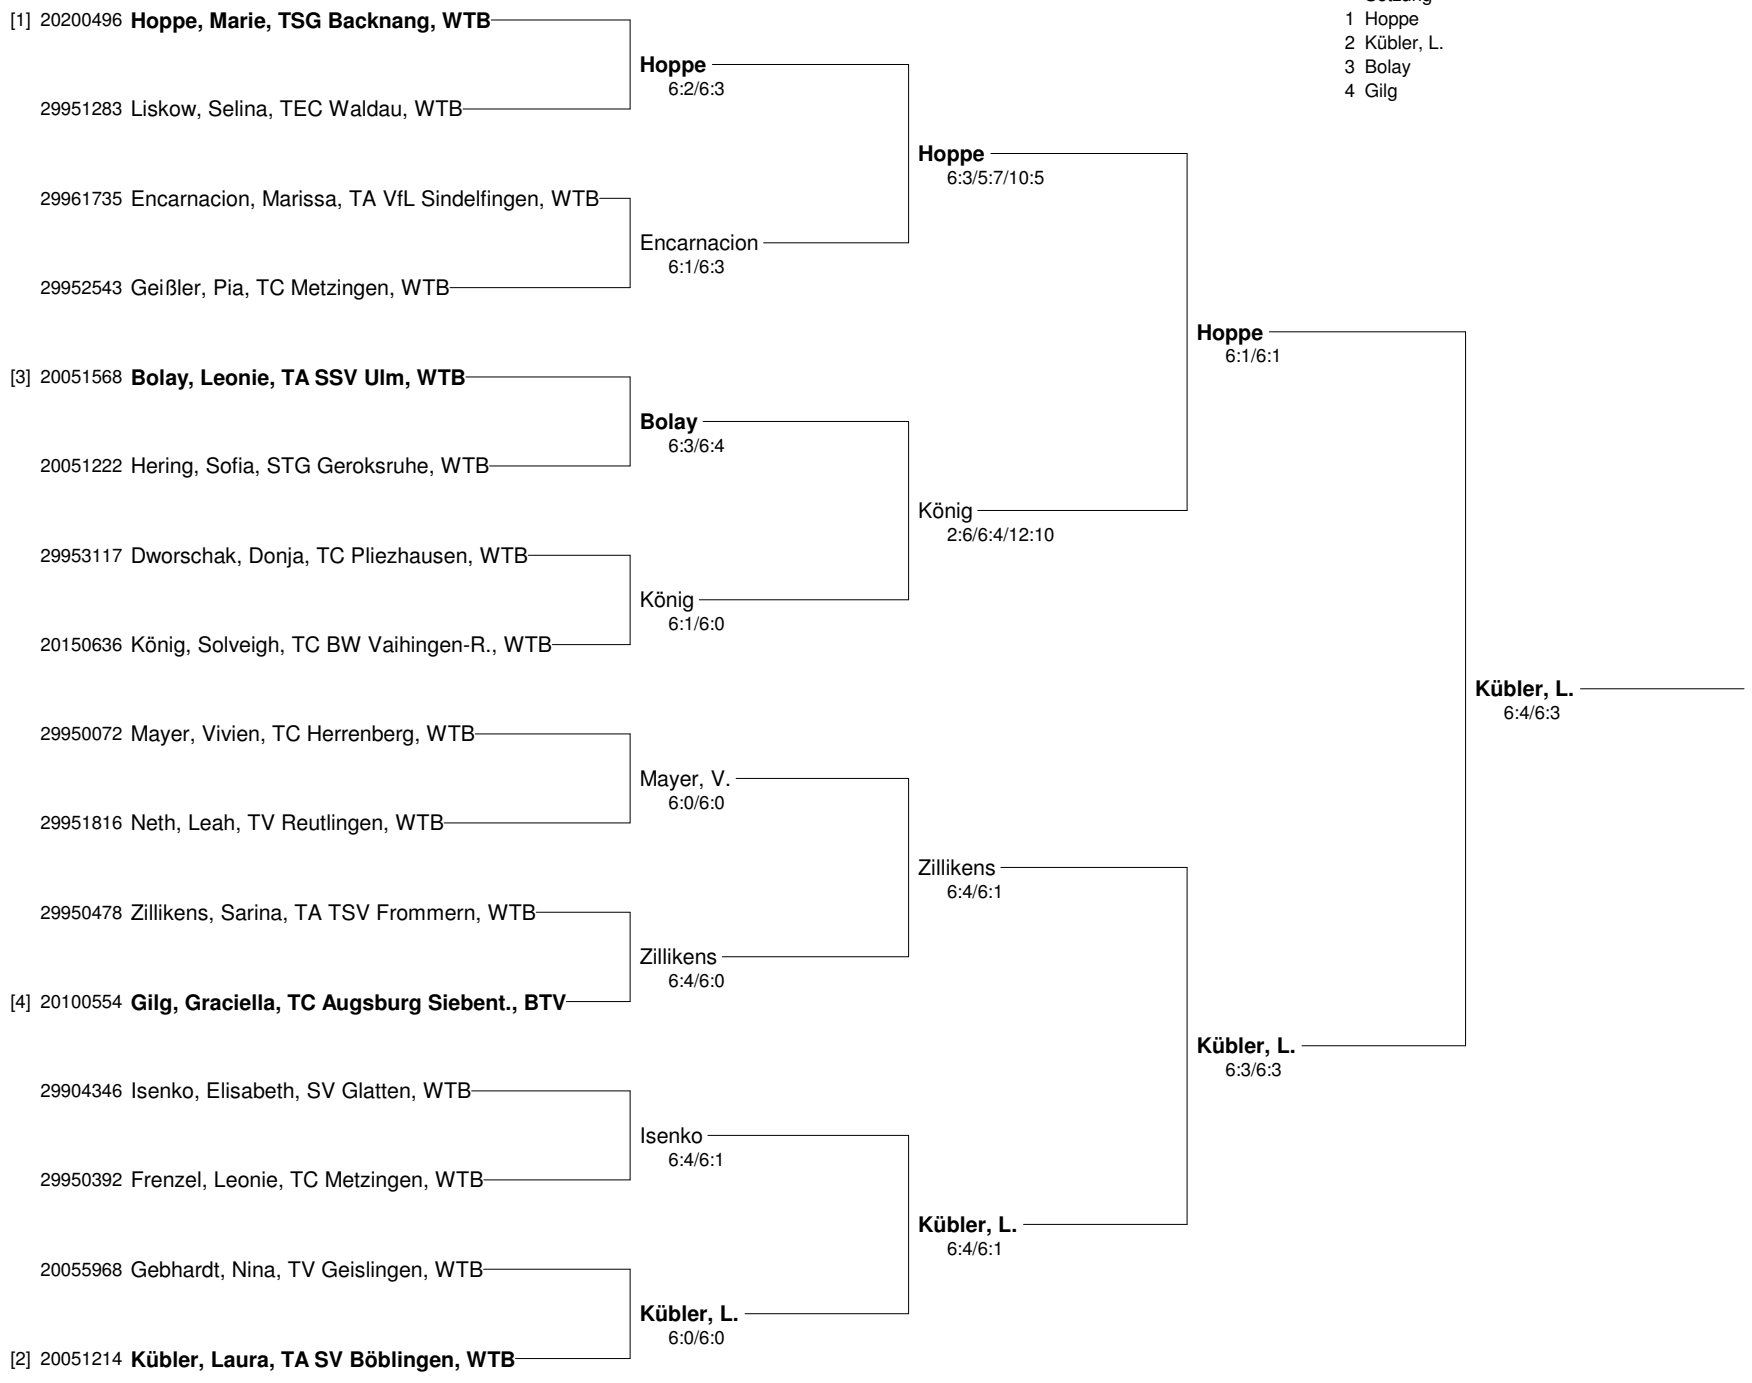 Setzung
1 Hoppe
2 Kübler, L.
3 Bolay
4 Gilg
[1] 20200496 Hoppe, Marie, TSG Backnang, WTB
Hoppe
6:2/6:3
29951283 Liskow, Selina, TEC Waldau, WTB
Hoppe
6:3/5:7/10:5
29961735 Encarnacion, Marissa, TA VfL Sindelfingen, WTB
Encarnacion
6:1/6:3
29952543 Geißler, Pia, TC Metzingen, WTB
Hoppe
6:1/6:1
[3] 20051568 Bolay, Leonie, TA SSV Ulm, WTB
Bolay
6:3/6:4
20051222 Hering, Sofia, STG Geroksruhe, WTB
König
2:6/6:4/12:10
29953117 Dworschak, Donja, TC Pliezhausen, WTB
König
6:1/6:0
20150636 König, Solveigh, TC BW Vaihingen-R., WTB
Kübler, L.
6:4/6:3
29950072 Mayer, Vivien, TC Herrenberg, WTB
Mayer, V.
6:0/6:0
29951816 Neth, Leah, TV Reutlingen, WTB
Zillikens
6:4/6:1
29950478 Zillikens, Sarina, TA TSV Frommern, WTB
Zillikens
6:4/6:0
[4] 20100554 Gilg, Graciella, TC Augsburg Siebent., BTV
Kübler, L.
6:3/6:3
29904346 Isenko, Elisabeth, SV Glatten, WTB
Isenko
6:4/6:1
29950392 Frenzel, Leonie, TC Metzingen, WTB
Kübler, L.
6:4/6:1
20055968 Gebhardt, Nina, TV Geislingen, WTB
Kübler, L.
6:0/6:0
[2] 20051214 Kübler, Laura, TA SV Böblingen, WTB